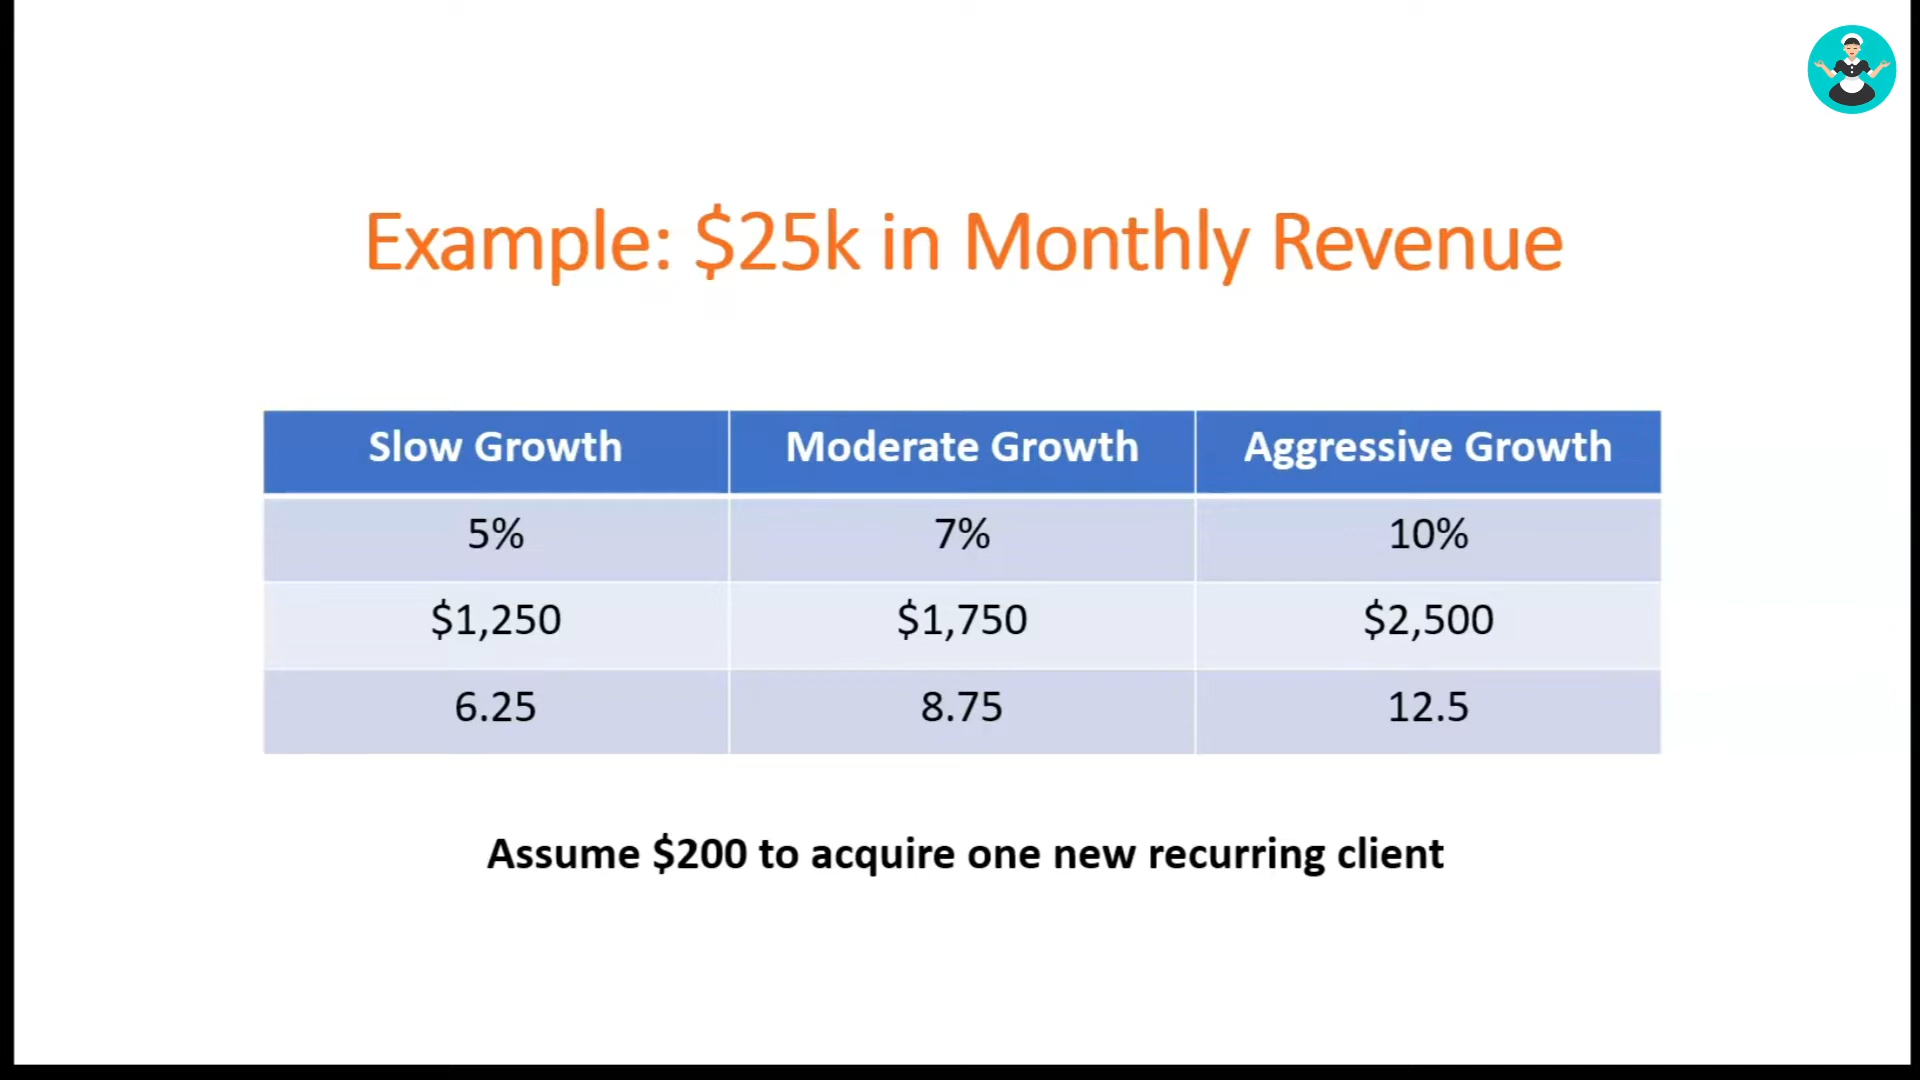 Example: $25k in Monthly Revenue
Slow Growth Moderate Growth Aggressive Growth
5% 7% 10%
$1,250 $1,750 $2,500
6.25 8.75 12.5
Assume $200 to acquire one new recurring client